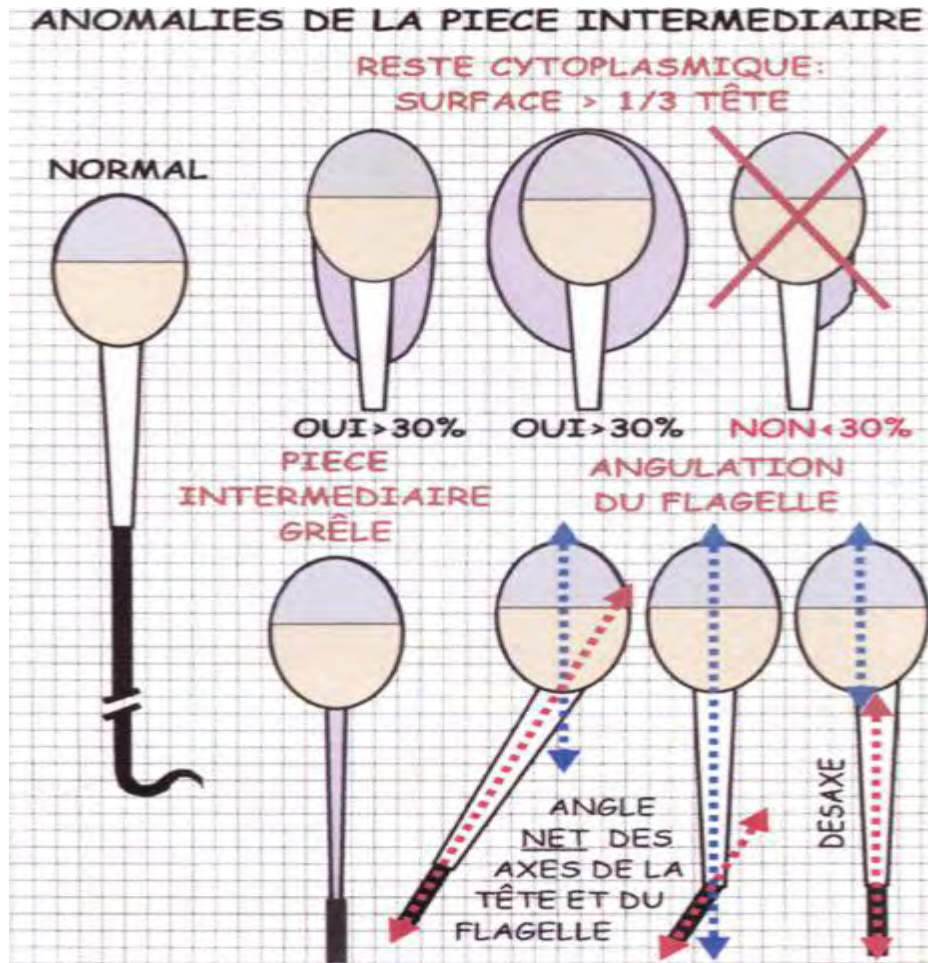 ANOMALIES DE LA PIECE INTERMEDIAIRE
RESTE CYTOPLASMIQUE:
SURFACE > 1/3 TÊTE
NORMAL
OUI>30%
OUI>30%
NON<30%
PIECE
INTERMEDIAIRE
GRÊLE
ANGULATION
DU FLAGELLE
ANGLE
NET DES
AXES DE LA
TÊTE ET DU
FLAGELLE
DESAXE